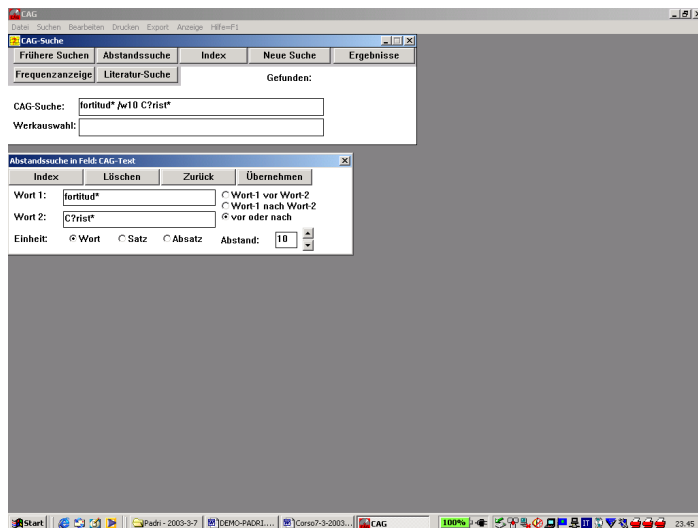 CAG
Datei Suchen Bearbeiten Drucken Export Anzeige Hilfe=F1
CAG-Suche
Frühere Suchen Abstandssuche Index Neue Suche Ergebnisse
Frequenzanzeige Literatur-Suche Gefunden:
CAG-Suche: fortitud* /w10 C?rist*
Werkauswahl:
Abstandssuche in Feld: CAG-Text
Index Löschen Zurück Übernehmen
Wort 1: fortitud* Wort-1 vor Wort-2
Wort-1 nach Wort-2
Wort 2: C?rist* vor oder nach
Einheit: Wort Satz Absatz Abstand: 10
Start Padri - 2003-3-7 DEMO-PADRI.... Corso7-3-2003... CAG 100% IT 23.45